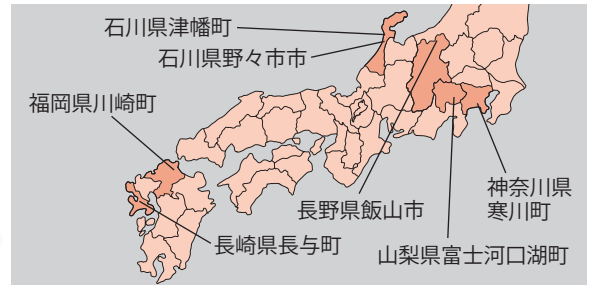 石川県津幡町
石川県野々市市
福岡県川崎町
長野県飯山市
神奈川県
寒川町
長崎県長与町
山梨県富士河口湖町